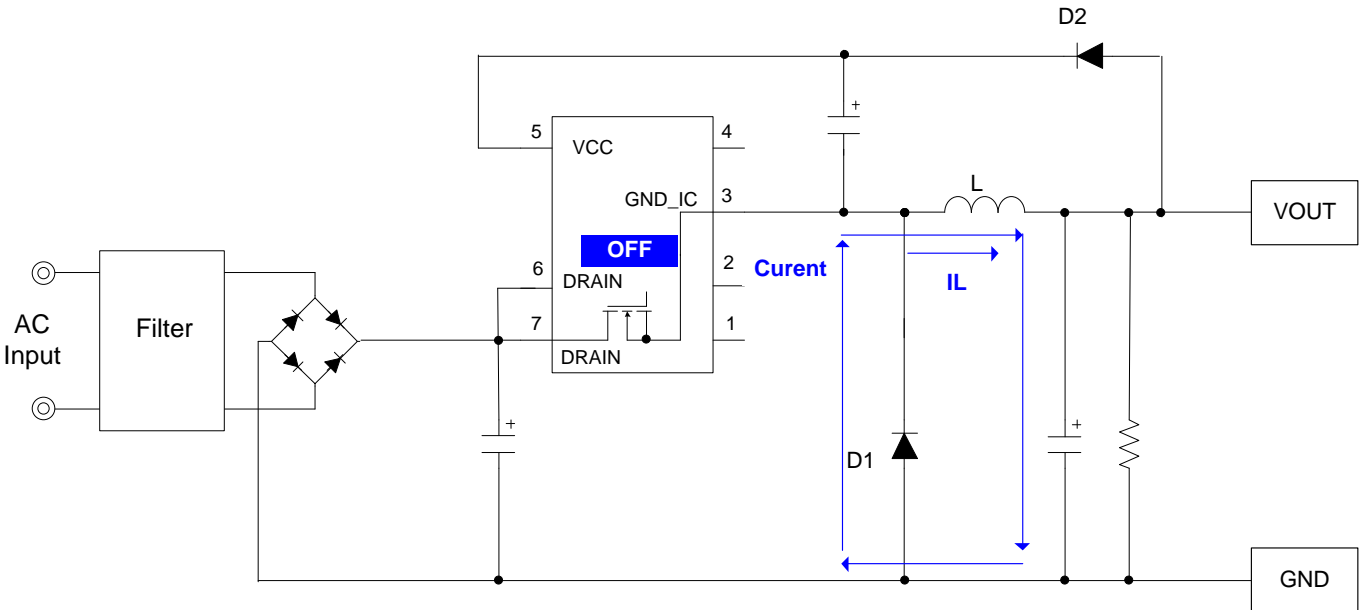 D2
+
5
4
VCC
GND_IC
3
L
VOUT
OFF
6
2
Curent
IL
DRAIN
AC
Input
Filter
7
1
DRAIN
+
+
D1
GND